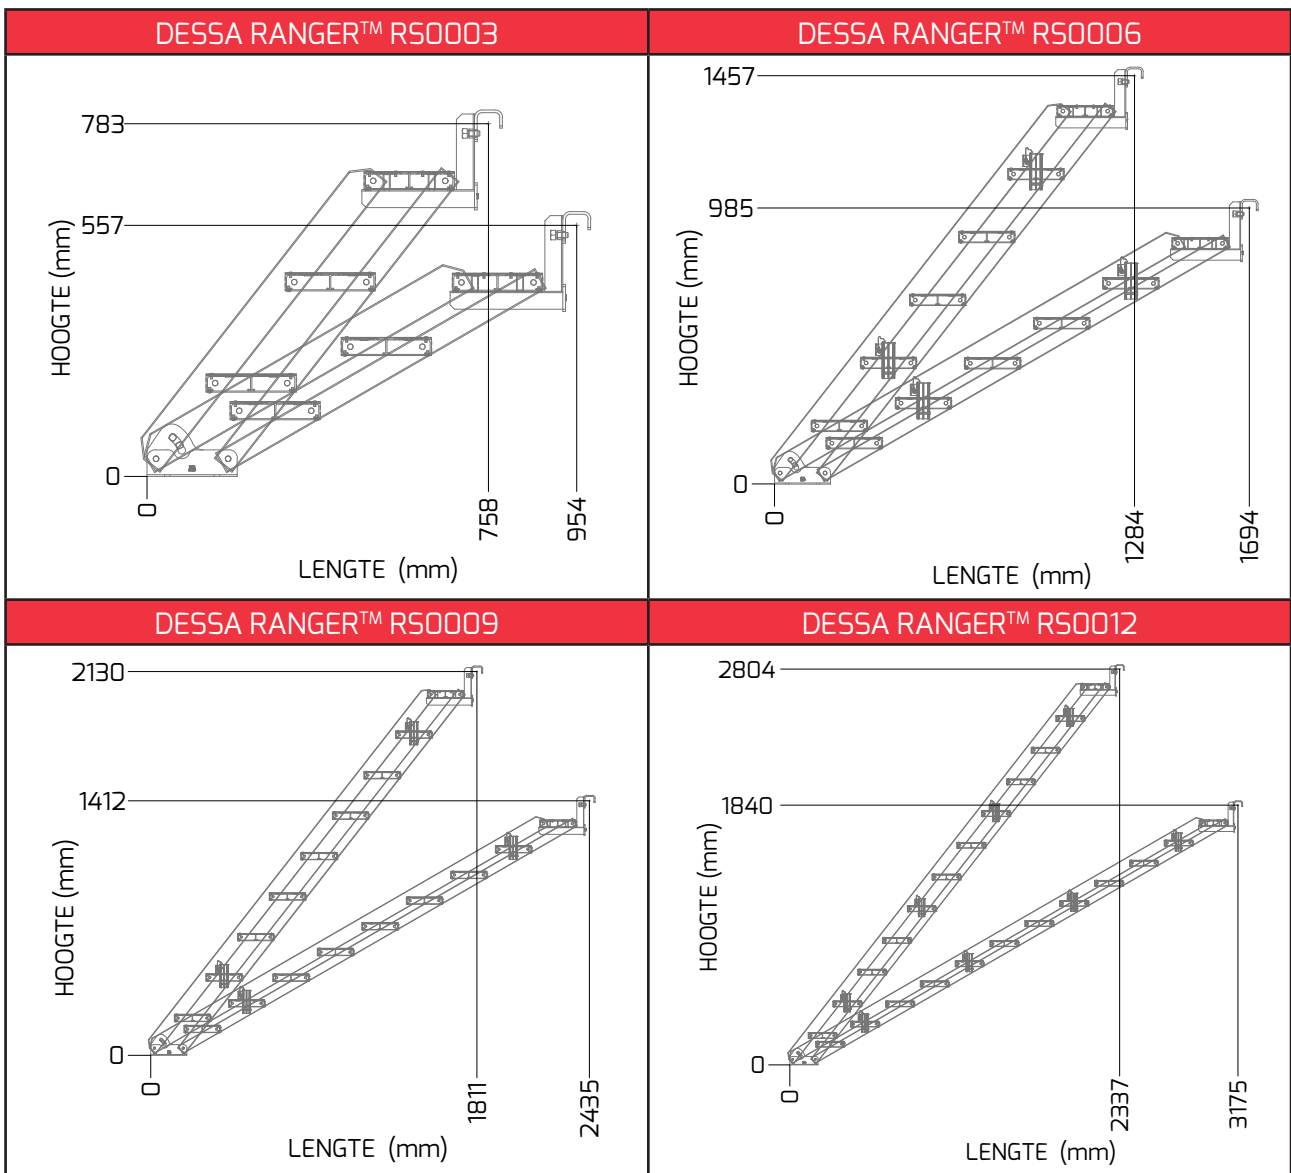 DESSA RANGER™ RS0003
783
557
HOOGTE (mm)
0
0
758
954
LENGTE (mm)
DESSA RANGER™ RS0006
1457
985
HOOGTE (mm)
0
0
1284
1694
LENGTE (mm)
DESSA RANGER™ RS0009
2130
1412
HOOGTE (mm)
0
0
1811
2435
LENGTE (mm)
DESSA RANGER™ RS0012
2804
1840
HOOGTE (mm)
0
0
2337
3175
LENGTE (mm)